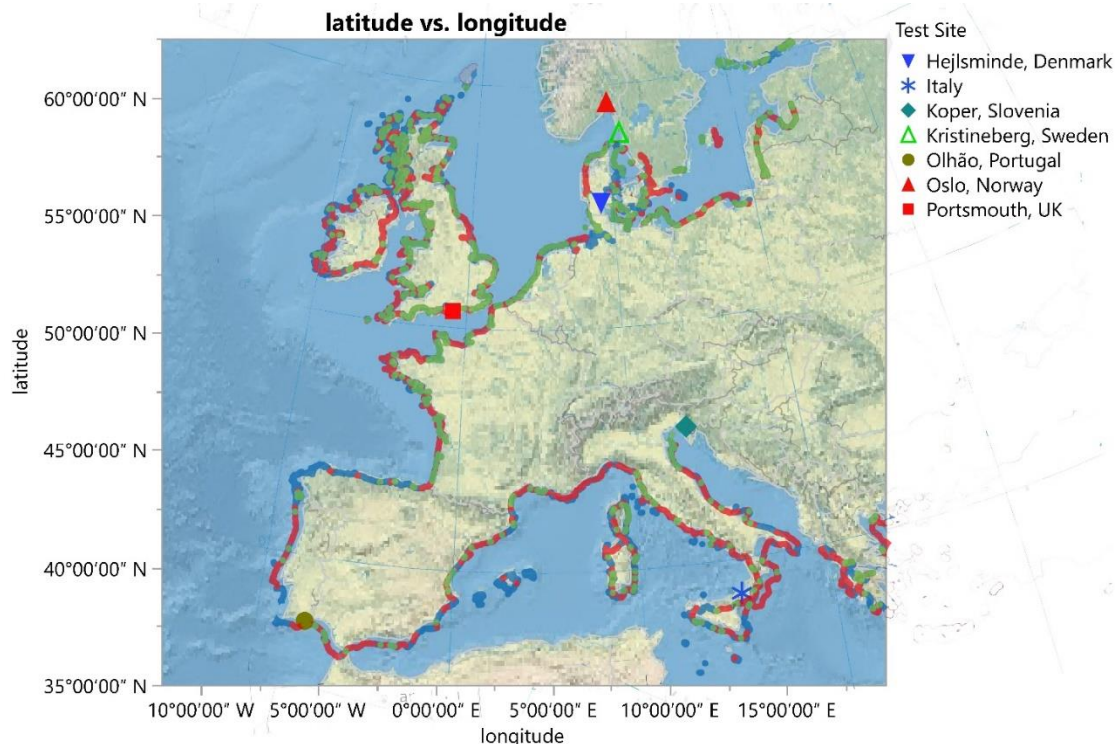 latitude vs. longitude
Test Site
Hejlsminde, Denmark
Italy
Koper, Slovenia
Kristineberg, Sweden
Olhão, Portugal
Oslo, Norway
Portsmouth, UK
60°00'00" N
55°00'00" N
50°00'00" N
45°00'00" N
40°00'00" N
35°00'00" N
latitude
10°00'00" W
5°00'00" W
0°00'00" E
5°00'00" E
10°00'00" E
15°00'00" E
longitude